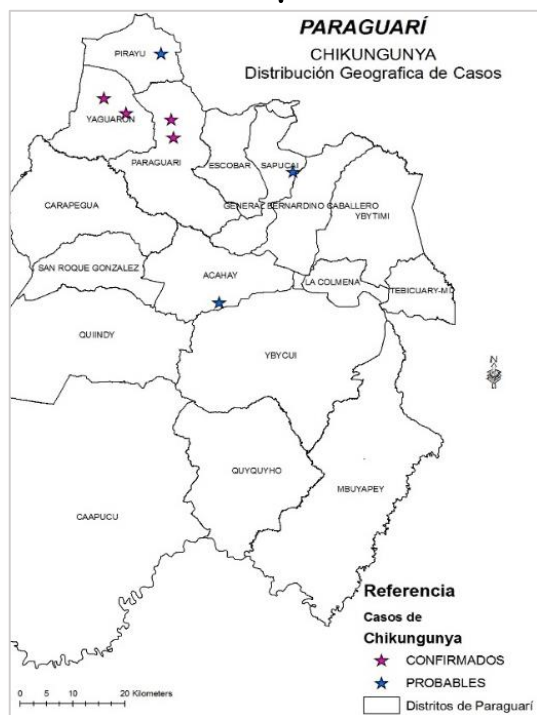 PARAGUARÍ
CHIKUNGUNYA
Distribución Geografica de Casos
PIRAYU
YAGUARON
PARAGUARI
ESCOBAR
SAPUCAI
CARAPEGUA
GENERAL BERNARDINO CABALLERO
YBYTIMI
SAN ROQUE GONZALEZ
ACAHAY
LA COLMENA
TEBICUARY-MI
QUIINDY
YBYCUI
N
QUYQUYHO
MBUYAPEY
CAAPUCU
Referencia
Casos de
Chikungunya
CONFIRMADOS
PROBABLES
Distritos de Paraguarí
0 5 10 20 Kilometers